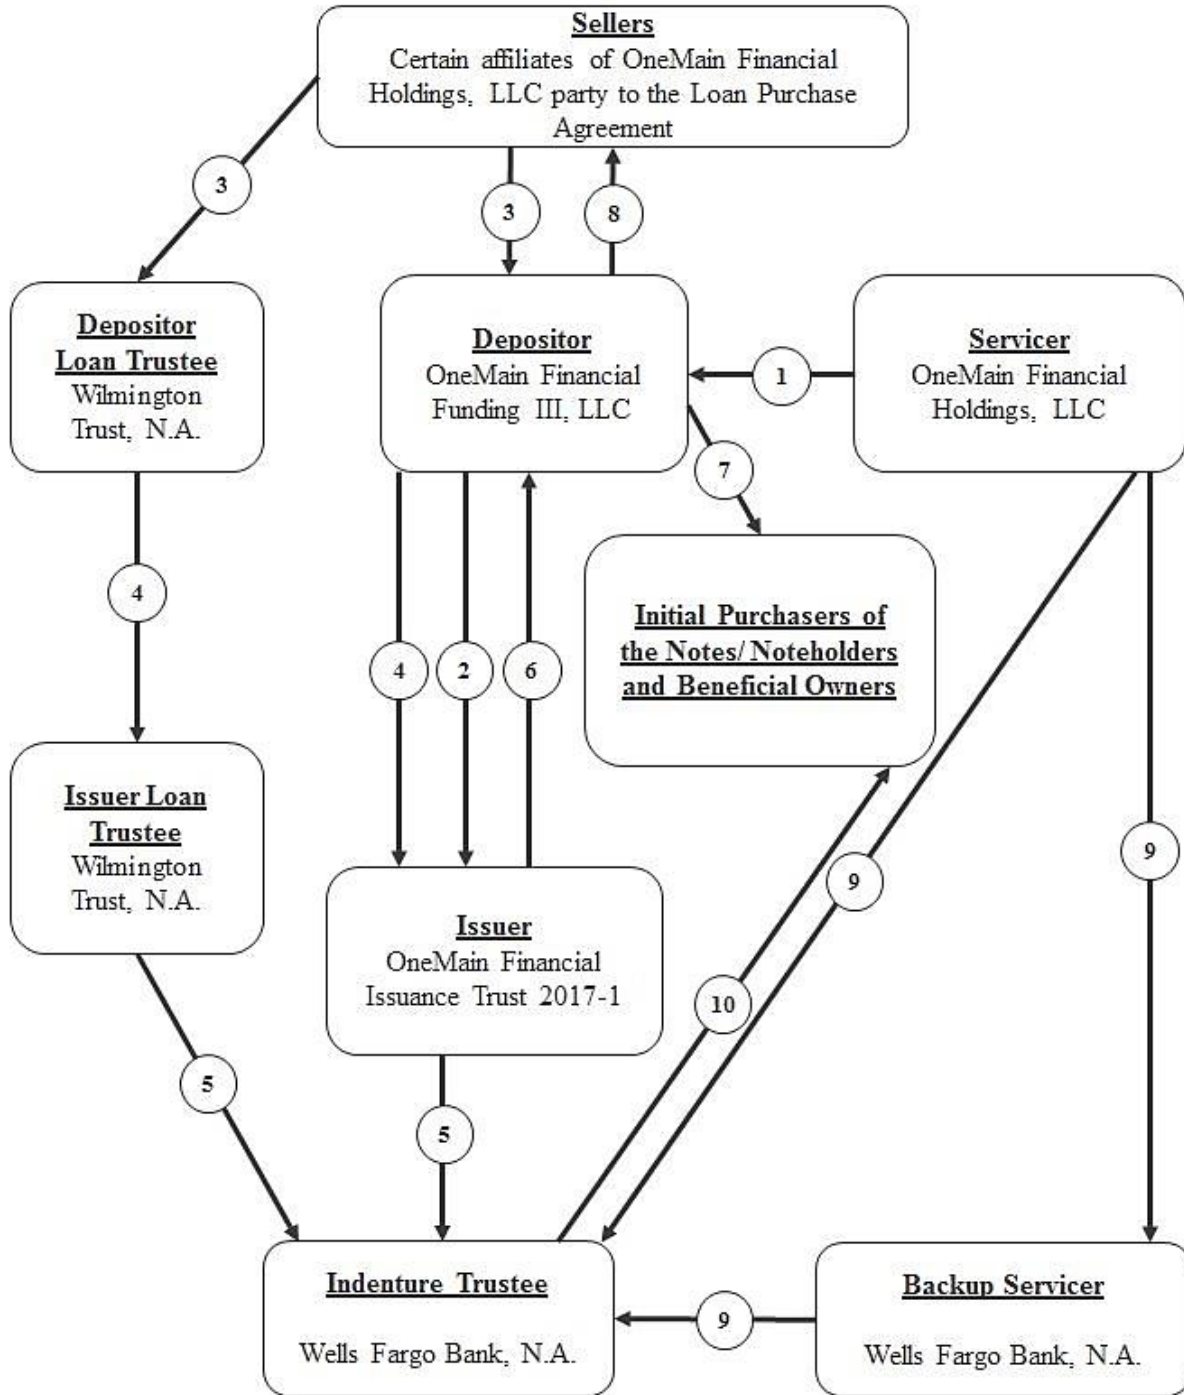 Sellers
Certain affiliates of OneMain Financial
Holdings, LLC party to the Loan Purchase
Agreement
3
3
8
Depositor
Loan Trustee
Wilmington
Trust, N.A.
Depositor
OneMain Financial
Funding III, LLC
1
Servicer
OneMain Financial
Holdings, LLC
7
4
Initial Purchasers of
the Notes/ Noteholders
and Beneficial Owners
4
2
6
Issuer Loan
Trustee
Wilmington
Trust, N.A.
9
9
Issuer
OneMain Financial
Issuance Trust 2017-1
10
5
5
Indenture Trustee
Wells Fargo Bank, N.A.
9
Backup Servicer
Wells Fargo Bank, N.A.